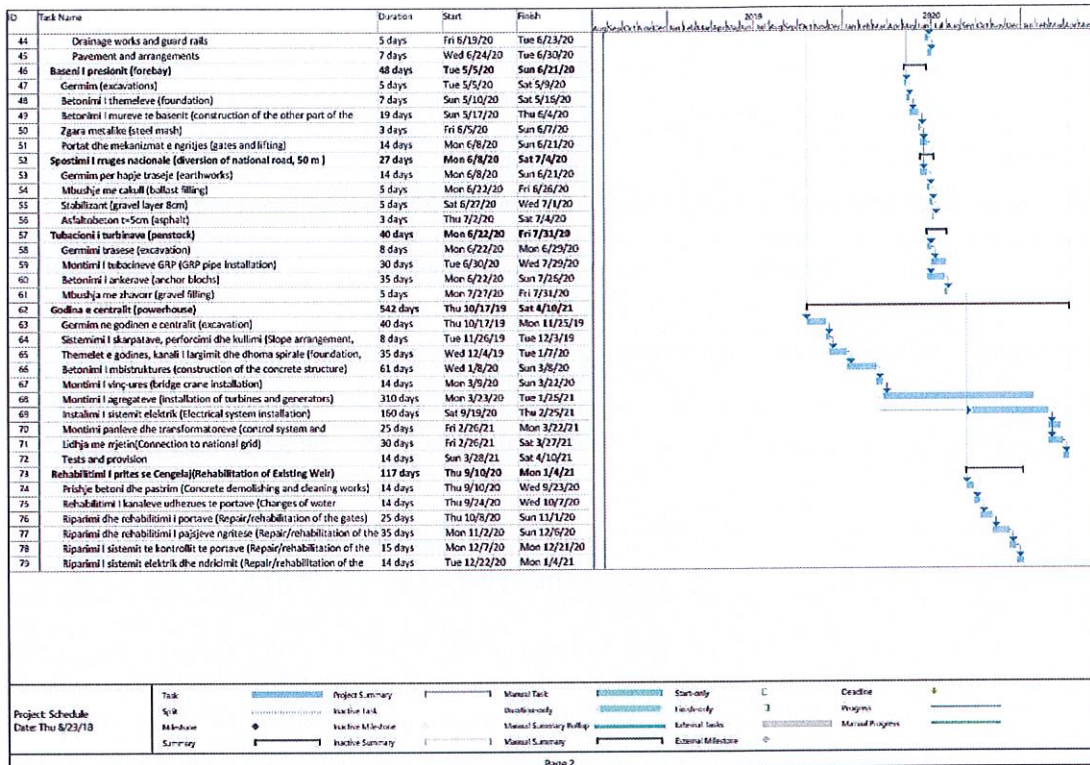 ID Task Name Duration Start Finish 2019 2020
44 Drainage works and guard rails 5 days Fri 6/19/20 Tue 6/23/20
45 Pavement and arrangements 7 days Wed 6/24/20 Tue 6/30/20
46 Baseni I presionit (forebay) 48 days Tue 5/5/20 Sun 6/21/20
47 Germim (excavations) 5 days Tue 5/5/20 Sat 5/9/20
48 Betonimi I themeleve (foundation) 7 days Sun 5/10/20 Sat 5/16/20
49 Betonimi I mureve te basenit (construction of the other part of the 19 days Sun 5/17/20 Thu 6/4/20
50 Zgara metalike (steel mash) 3 days Fri 6/5/20 Sun 6/7/20
51 Portat dhe mekanizmat e ngritjes (gates and lifting) 14 days Mon 6/8/20 Sun 6/21/20
52 Spostimi I rruges nacionale (diversion of national road, 50 m ) 27 days Mon 6/8/20 Sat 7/4/20
53 Germim per hapje traseje (earthworks) 14 days Mon 6/8/20 Sun 6/21/20
54 Mbushje me cakull (ballast filling) 5 days Mon 6/22/20 Fri 6/26/20
55 Stabilizant (gravel layer 8cm) 5 days Sat 6/27/20 Wed 7/1/20
56 Asfaltobeton t=5cm (asphalt) 3 days Thu 7/2/20 Sat 7/4/20
57 Tubacioni i turbinave (penstock) 40 days Mon 6/22/20 Fri 7/31/20
58 Germimi trasese (excavation) 8 days Mon 6/22/20 Mon 6/29/20
59 Montimi I tubacineve GRP (GRP pipe installation) 30 days Tue 6/30/20 Wed 7/29/20
60 Betonimi i ankerave (anchor blochs) 35 days Mon 6/22/20 Sun 7/26/20
61 Mbushja me zhavorr (gravel filling) 5 days Mon 7/27/20 Fri 7/31/20
62 Godina e centralit (powerhouse) 542 days Thu 10/17/19 Sat 4/10/21
63 Germim ne godinen e centralit (excavation) 40 days Thu 10/17/19 Mon 11/25/19
64 Sistemimi I skarpatave, perforcimi dhe kullimi (Slope arrangement, 8 days Tue 11/26/19 Tue 12/3/19
65 Themelet e godines, kanali I largimit dhe dhoma spirale (foundation, 35 days Wed 12/4/19 Tue 1/7/20
66 Betonimi I mbistruktures (construction of the concrete structure) 61 days Wed 1/8/20 Sun 3/8/20
67 Montimi I vinç-ures (bridge crane installation) 14 days Mon 3/9/20 Sun 3/22/20
68 Montimi I agregateve (installation of turbines and generators) 310 days Mon 3/23/20 Tue 1/26/21
69 Instalimi I sistemit elektrik (Electrical system installation) 160 days Sat 9/19/20 Thu 2/25/21
70 Montimi panleve dhe transformatoreve (control system and 25 days Fri 2/26/21 Mon 3/22/21
71 Lidhja me rrjetin(Connection to national grid) 30 days Fri 2/26/21 Sat 3/27/21
72 Tests and provision 14 days Sun 3/28/21 Sat 4/10/21
73 Rehabilitimi I prites se Cengelaj(Rehabilitation of Existing Weir) 117 days Thu 9/10/20 Mon 1/4/21
74 Prishje betoni dhe pastrim (Concrete demolishing and cleaning works) 14 days Thu 9/10/20 Wed 9/23/20
75 Rehabilitimi I kanaleve udhezues te portave (Changes of woter 14 days Thu 9/24/20 Wed 10/7/20
76 Riparimi dhe rehabilitimi I portave (Repair/rehabilitation of the gates) 25 days Thu 10/8/20 Sun 11/1/20
77 Riparimi dhe rehabilitimi I pajsjeve ngritese (Repair/rehabilitation of the 35 days Mon 11/2/20 Sun 12/6/20
78 Riparimi I sistemit te kontrollit te portave (Repair/rehabilitation of the 15 days Mon 12/7/20 Mon 12/21/20
79 Riparimi I sistemit elektrik dhe ndricimit (Repair/rehabilitation of the 14 days Tue 12/22/20 Mon 1/4/21
Project: Schedule
Date: Thu 8/23/18
Task Project Summary Manual Task Start-only Deadline
Split Inactive Task Duration-only Finish-only Progress
Milestone Inactive Milestone Manual Summary Rollup External Tasks Manual Progress
Summary Inactive Summary Manual Summary External Milestone
Page 2